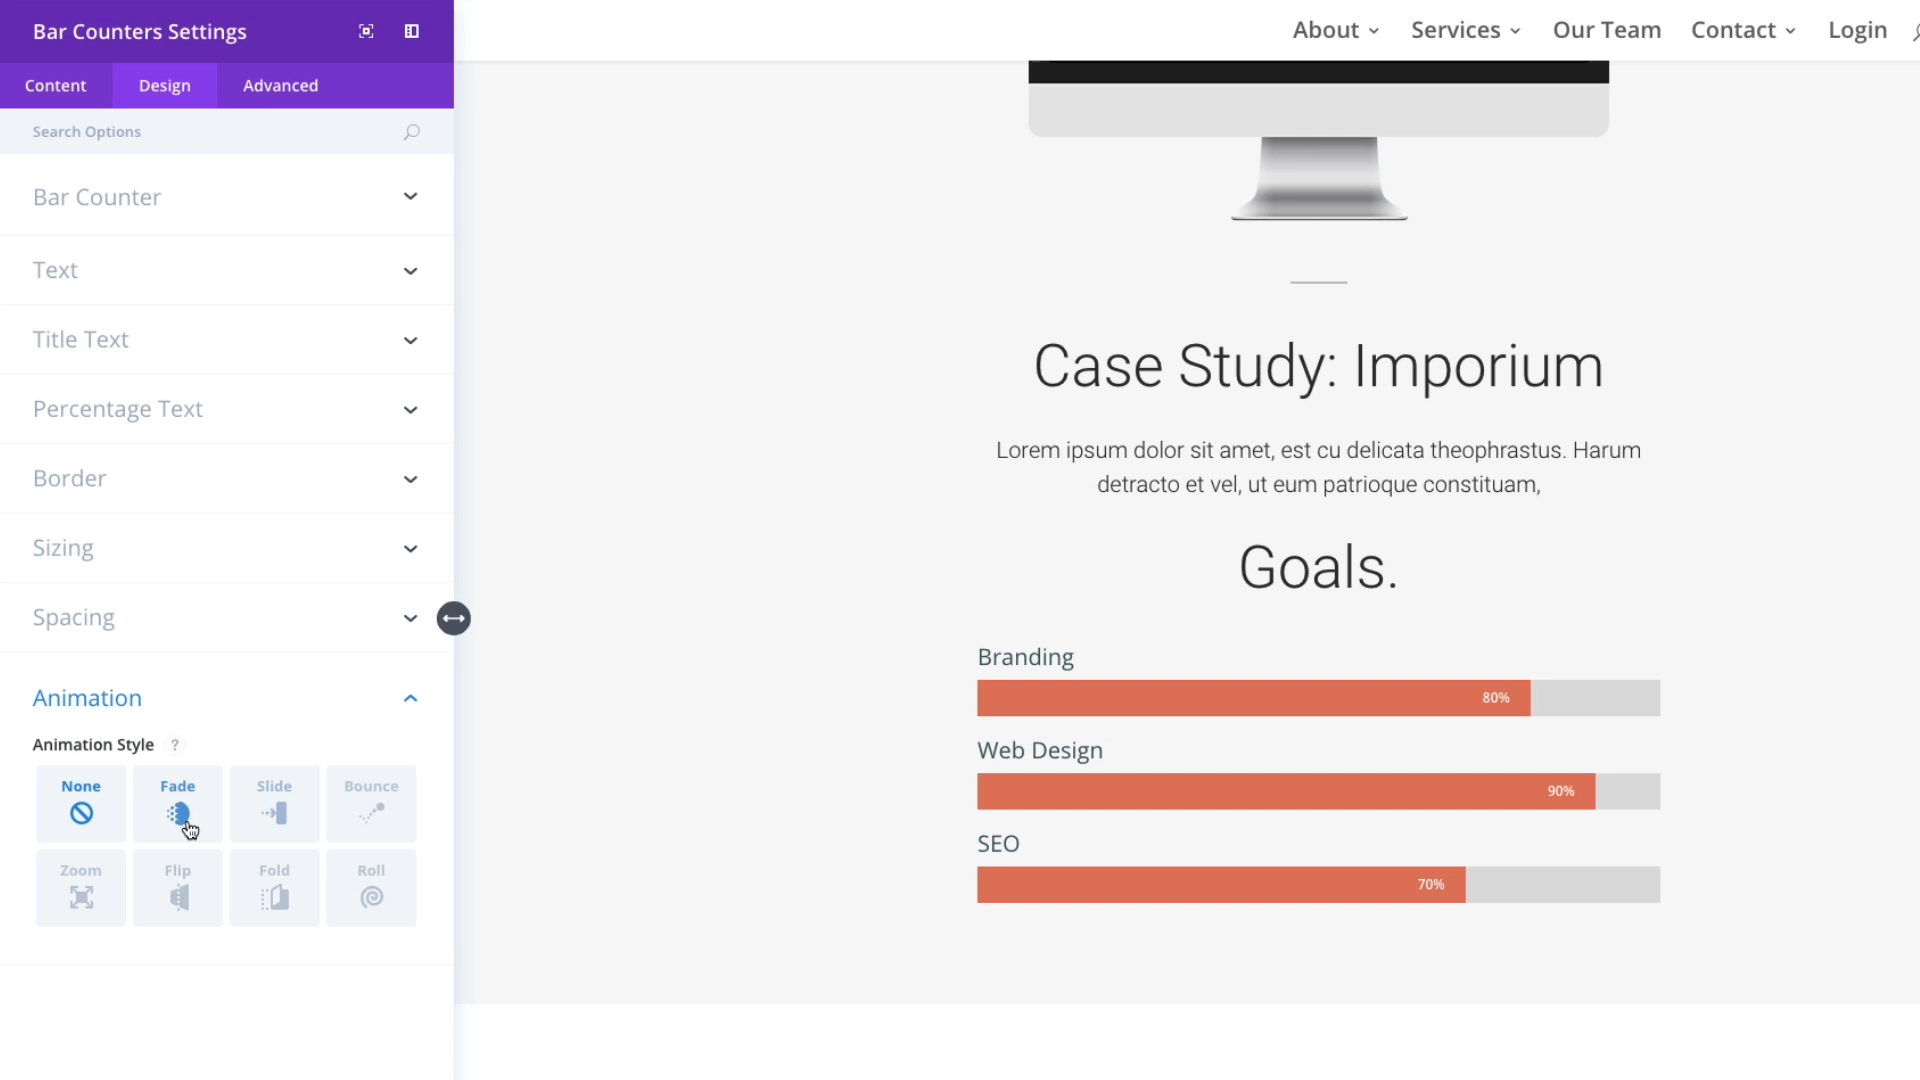 Bar Counters Settings
Content
Design
Advanced
Search Options
Bar Counter
Text
Title Text
Percentage Text
Border
Sizing
Spacing
Animation
Animation Style ?
None
Fade
Slide
Bounce
Zoom
Flip
Fold
Roll
About
Services
Our Team
Contact
Login
Case Study: Imporium
Lorem ipsum dolor sit amet, est cu delicata theophrastus. Harum
detracto et vel, ut eum patrioque constituam,
Goals.
Branding
80%
Web Design
90%
SEO
70%